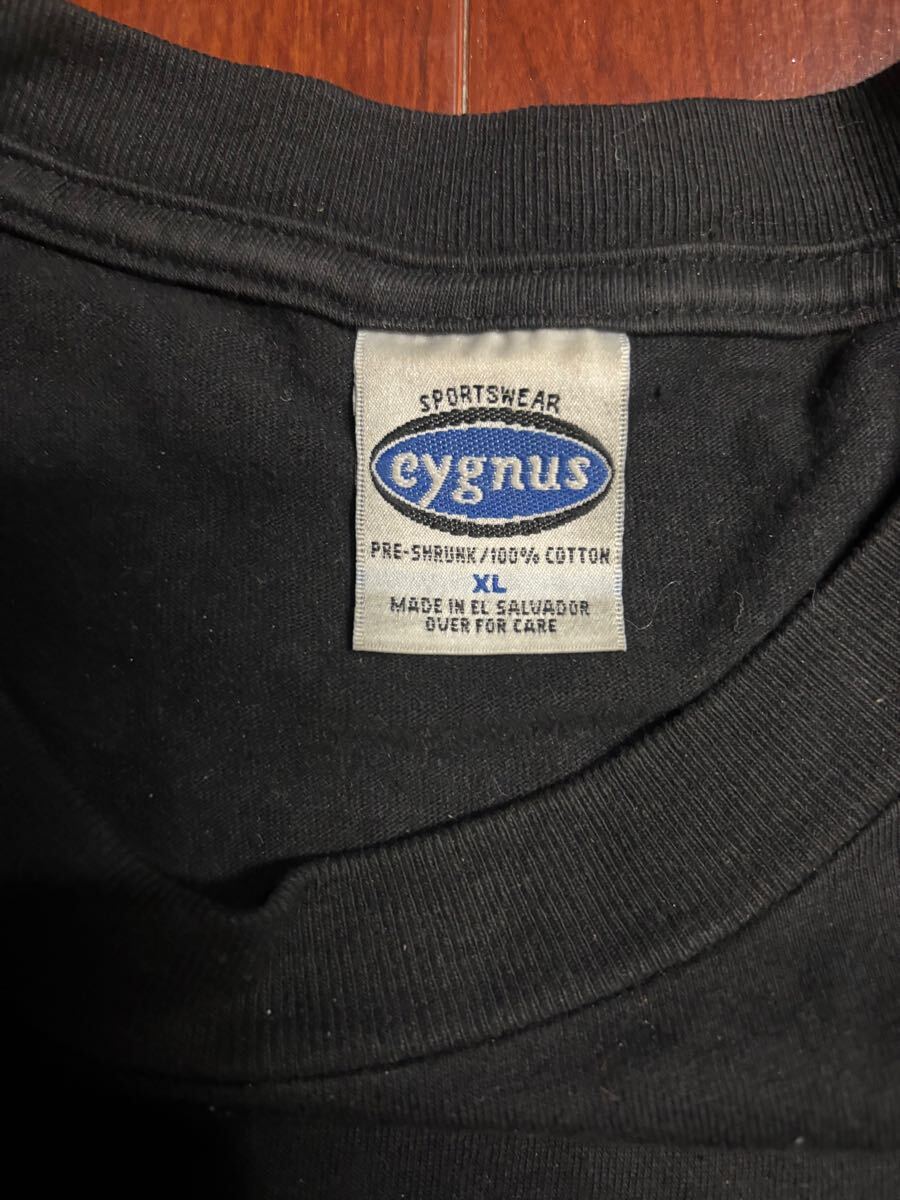 SPORTSWEAR
cygnus
PRE-SHRUNK/100% COTTON
XL
MADE IN EL SALVADOR
OVER FOR CARE